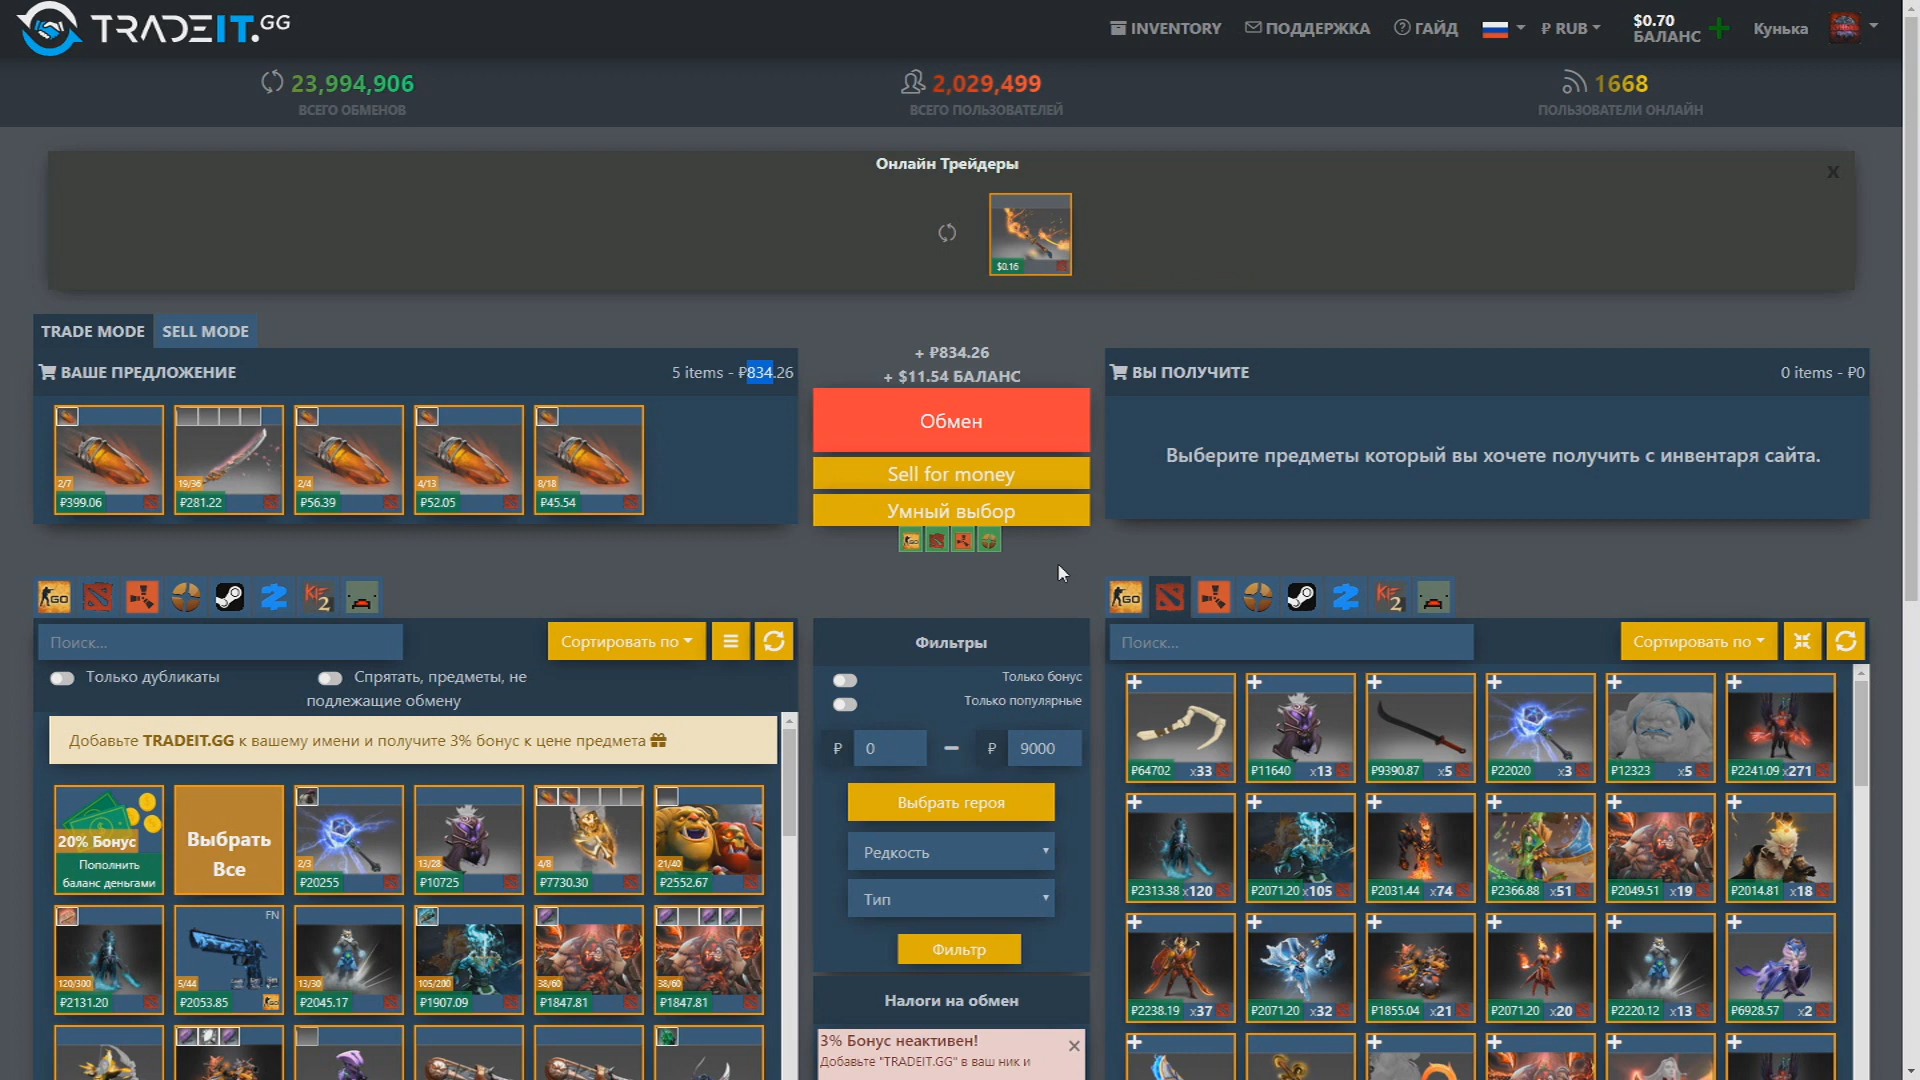 TRADEIT.GG
INVENTORY
ПОДДЕРЖКА
ГАЙД
₽ RUB
$0.70
БАЛАНС
Кунька
23,994,906
ВСЕГО ОБМЕНОВ
2,029,499
ВСЕГО ПОЛЬЗОВАТЕЛЕЙ
1668
ПОЛЬЗОВАТЕЛИ ОНЛАЙН
Онлайн Трейдеры
X
$0.16
TRADE MODE
SELL MODE
ВАШЕ ПРЕДЛОЖЕНИЕ
5 items - ₽834.26
2/7
₽399.06
19/36
₽281.22
2/4
₽56.39
4/13
₽52.05
8/18
₽45.54
+ ₽834.26
+ $11.54 БАЛАНС
Обмен
Sell for money
Умный выбор
ВЫ ПОЛУЧИТЕ
0 items - ₽0
Выберите предметы который вы хочете получить с инвентаря сайта.
Поиск...
Сортировать по
Только дубликаты
Спрятать, предметы, не
подлежащие обмену
Добавьте TRADEIT.GG к вашему имени и получите 3% бонус к цене предмета
20% Бонус
Пополнить
баланс деньгами
Выбрать
Все
2/3
₽20255
13/28
₽10725
4/8
₽7730.30
21/40
₽2552.67
120/300
₽2131.20
FN
5/44
₽2053.85
13/30
₽2045.17
105/200
₽1907.09
38/60
₽1847.81
38/60
₽1847.81
Фильтры
Только бонус
Только популярные
₽ 0 – ₽ 9000
Выбрать героя
Редкость
Тип
Фильтр
Налоги на обмен
3% Бонус неактивен!
Добавьте "TRADEIT.GG" в ваш ник и
Поиск...
Сортировать по
₽64702 x33
₽11640 x13
₽9390.87 x5
₽22020 x3
₽12323 x5
₽2241.09 x271
₽2313.38 x120
₽2071.20 x105
₽2031.44 x74
₽2366.88 x51
₽2049.51 x19
₽2014.81 x18
₽2238.19 x37
₽2071.20 x32
₽1855.04 x21
₽2071.20 x20
₽2220.12 x13
₽6928.57 x2